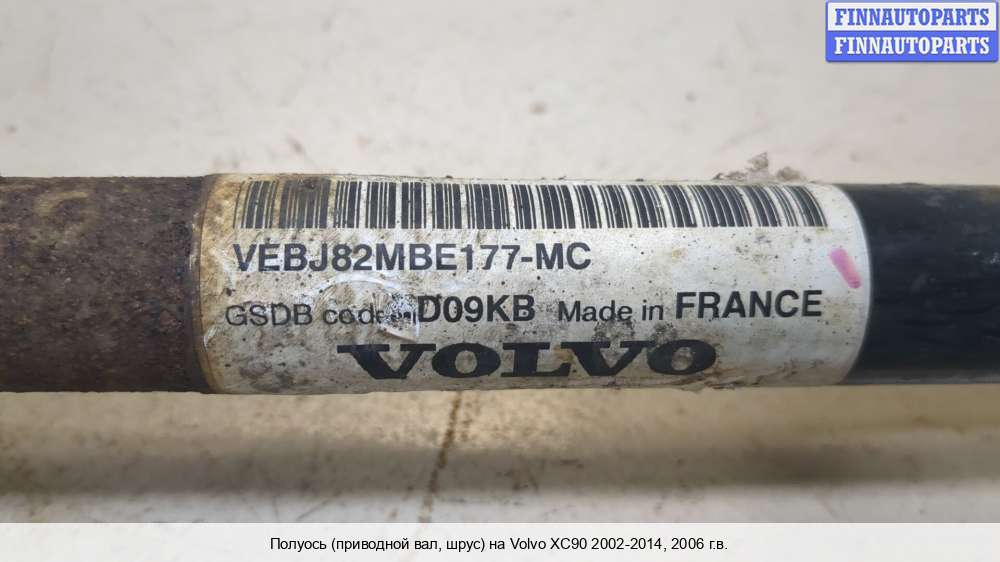 FINNAUTOPARTS
FINNAUTOPARTS
VEBJ82MBE177-MC
GSDB code D09KB Made in FRANCE
VOLVO
Полуось (приводной вал, шрус) на Volvo XC90 2002-2014, 2006 г.в.